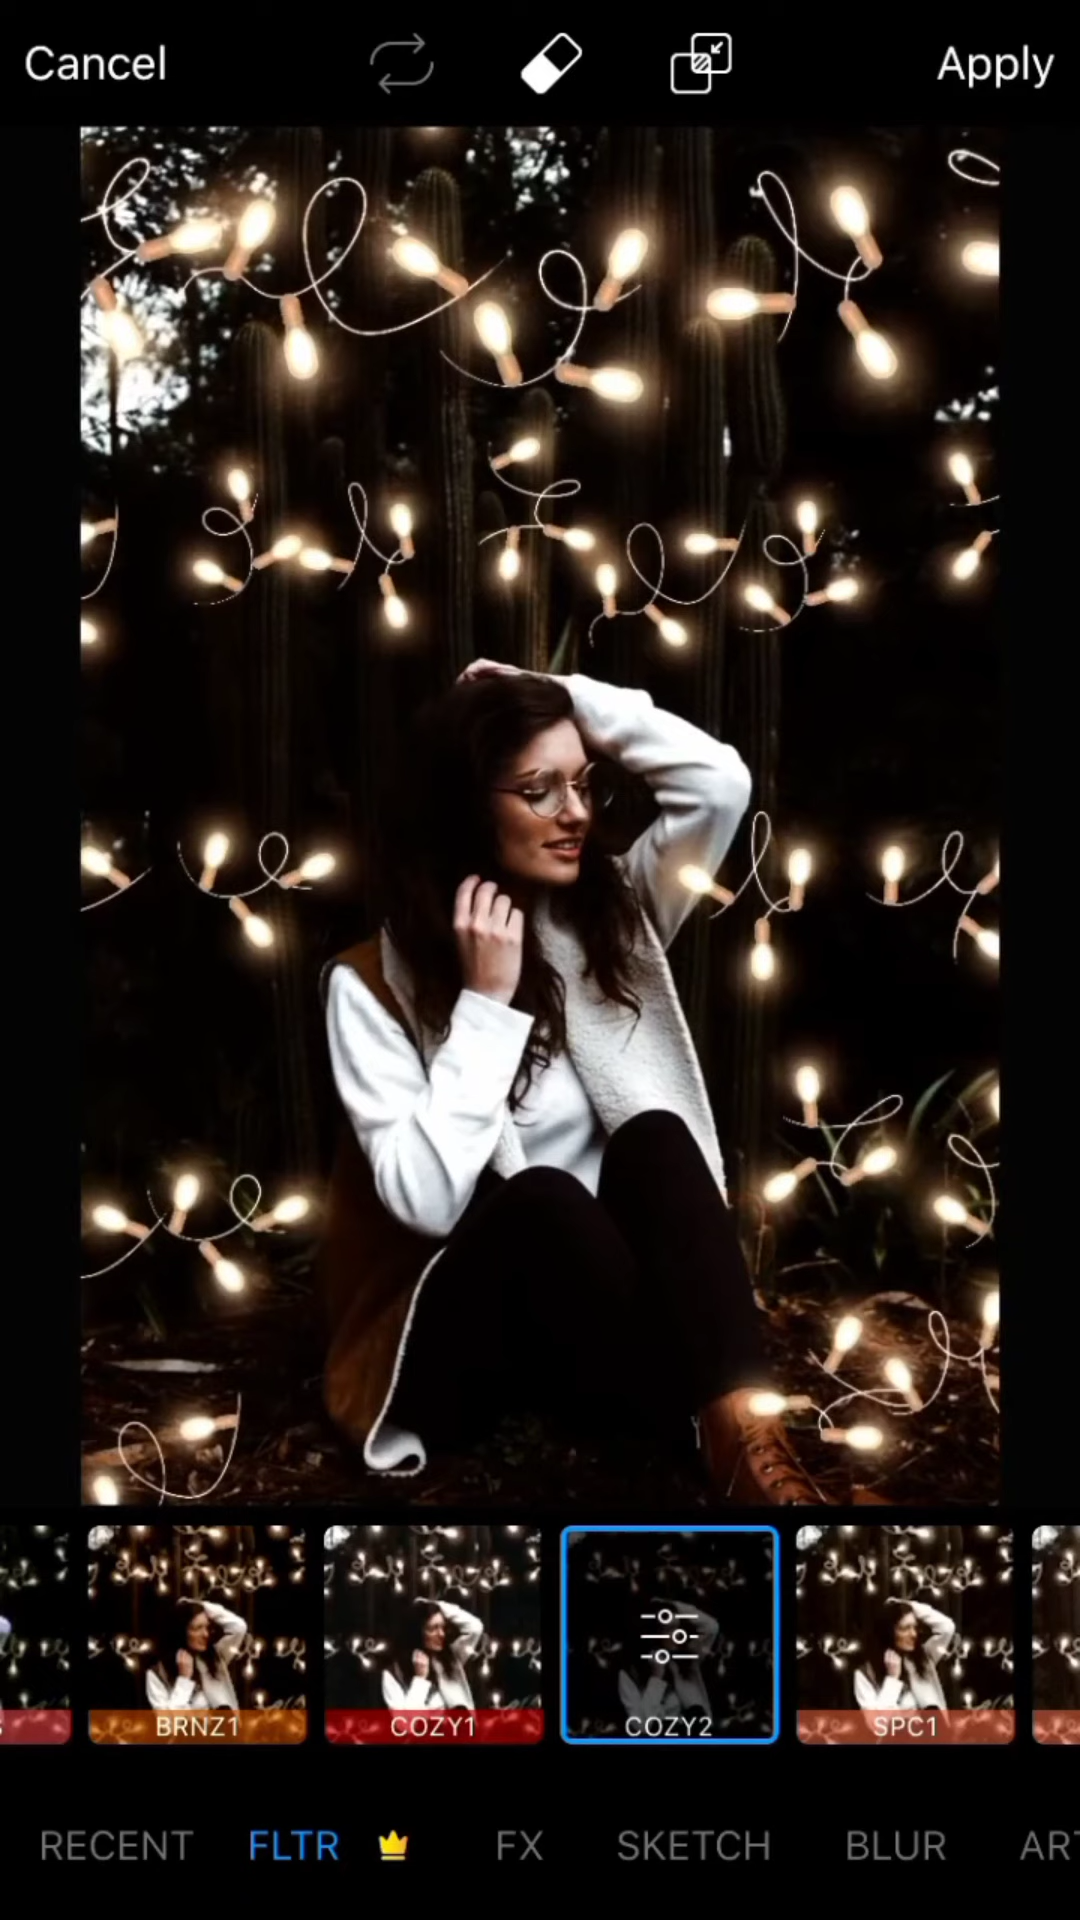 Cancel
Apply
BRNZ1
COZY1
COZY2
SPC1
RECENT
FLTR
FX
SKETCH
BLUR